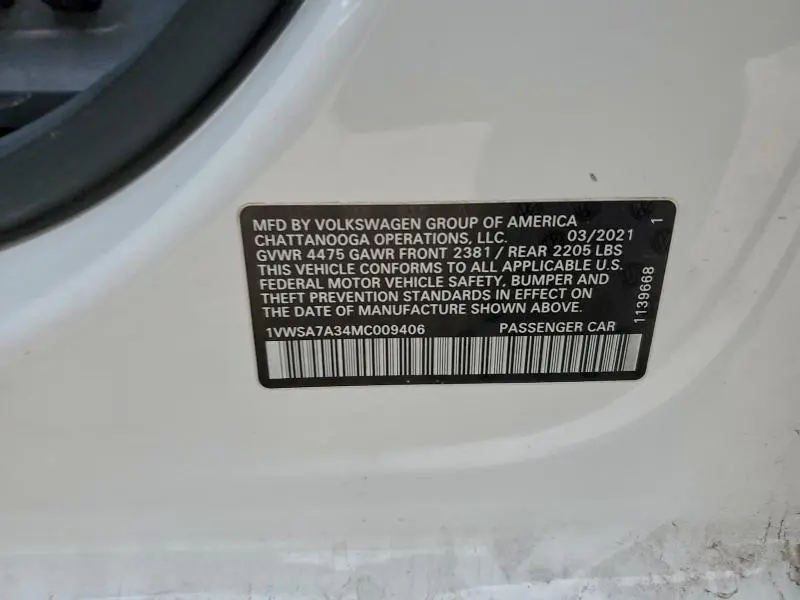 MFD BY VOLKSWAGEN GROUP OF AMERICA
CHATTANOOGA OPERATIONS, LLC. 03/2021
GVWR 4475 GAWR FRONT 2381 / REAR 2205 LBS
THIS VEHICLE CONFORMS TO ALL APPLICABLE U.S.
FEDERAL MOTOR VEHICLE SAFETY, BUMPER AND
THEFT PREVENTION STANDARDS IN EFFECT ON
THE DATE OF MANUFACTURE SHOWN ABOVE.
1VWSA7A34MC009406 PASSENGER CAR
1139668 1